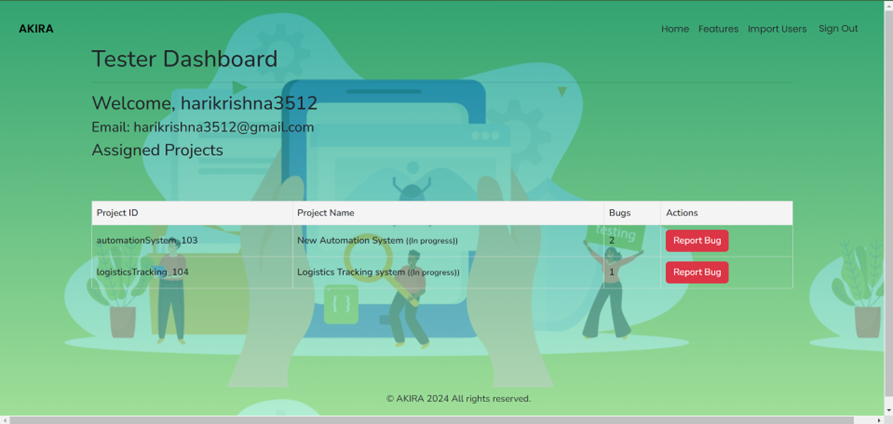 AKIRA Home Features Import Users Sign Out
Tester Dashboard
Welcome, harikrishna3512
Email: harikrishna3512@gmail.com
Assigned Projects
Project ID Project Name Bugs Actions
automationSystem_103 New Automation System ((In progress)) 2 Report Bug
testing
logisticsTracking_104 Logistics Tracking system ((In progress)) 1 Report Bug
{ }
© AKIRA 2024 All rights reserved.